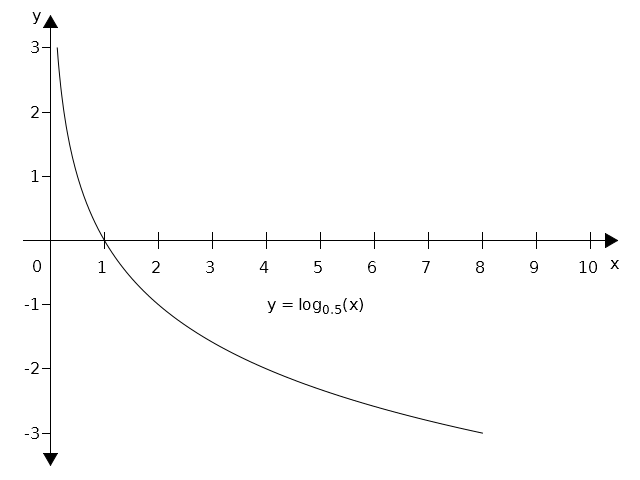 y
3
2
1
0 1 2 3 4 5 6 7 8 9 10 x
-1 y = log₀.₅(x)
-2
-3